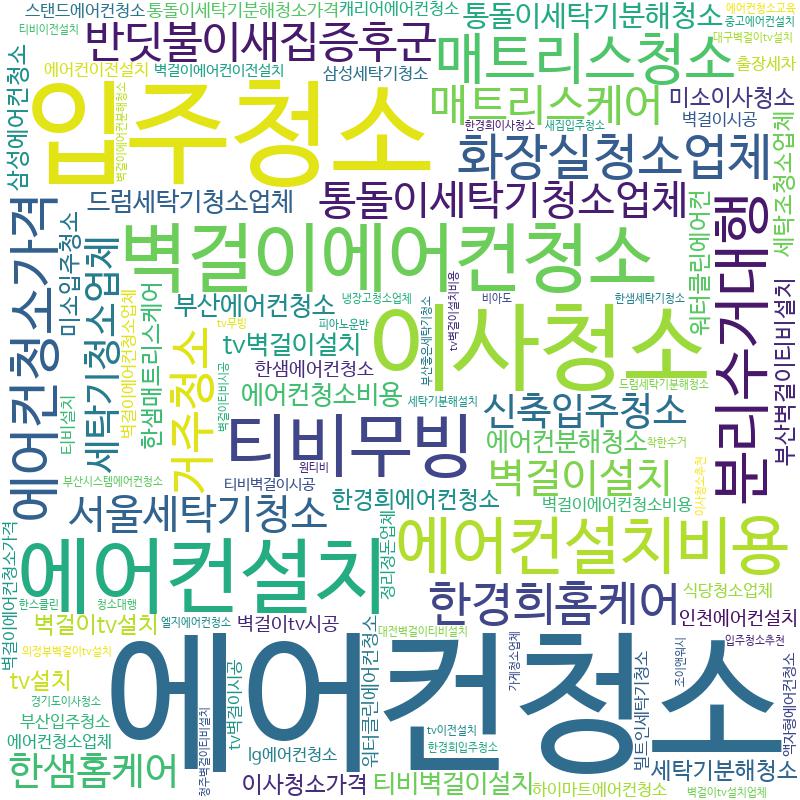 스탠드에어컨청소
통돌이세탁기분해청소가격
캐리어에어컨청소
통돌이세탁기분해청소
에어컨청소교육
중고에어컨설치
티비이전설치
반딧불이새집증후군
매트리스청소
대구벽걸이tv설치
에어컨이전설치
벽걸이에어컨이전설치
삼성세탁기청소
출장세차
삼성에어컨청소
입주청소
벽걸이에어컨분해청소
매트리스케어
미소이사청소
한경희이사청소
새집입주청소
벽걸이시공
화장실청소업체
드럼세탁기청소업체
통돌이세탁기청소업체
세탁조청소업체
에어컨청소가격
미소입주청소
세탁기청소업체
벽걸이에어컨청소
워터클린에어컨
분리수거대행
벽걸이에어컨청소업체
한샘매트리스케어
부산에어컨청소
냉장고청소업체
tv벽걸이설치비용
비아도
한샘세탁기청소
tv무빙
피아노운반
tv벽걸이설치
부산좋은세탁기청소
이사청소
거주청소
벽걸이티비시공
한샘에어컨청소
에어컨청소비용
세탁기분해설치
드럼세탁기분해청소
신축입주청소
부산벽걸이티비설치
티비설치
티비무빙
에어컨분해청소
착한수거
원티비
벽걸이설치
이사청소추천
부산시스템에어컨청소
티비벽걸이시공
한경희에어컨청소
벽걸이에어컨청소비용
서울세탁기청소
정리정돈업체
에어컨설치비용
벽걸이에어컨청소가격
에어컨설치
한경희홈케어
식당청소업체
한스클린
청소대행
벽걸이tv설치
엘지에어컨청소
벽걸이tv시공
대전벽걸이티비설치
인천에어컨설치
의정부벽걸이tv설치
에어컨청소
가게청소업체
조이앤워시
입주청소추천
tv설치
tv벽걸이시공
워터클린에어컨청소
빌트인세탁기청소
액자형에어컨청소
경기도이사청소
부산입주청소
청주벽걸이티비설치
tv이전설치
에어컨청소업체
lg에어컨청소
한경희입주청소
한샘홈케어
이사청소가격
티비벽걸이설치
하이마트에어컨청소
세탁기분해청소
벽걸이tv설치업체